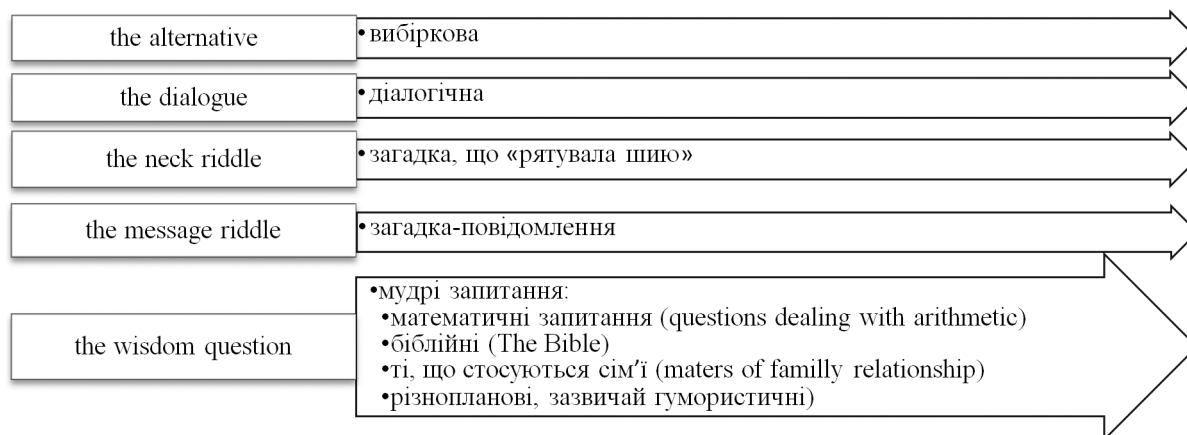 the alternative
•вибіркова
the dialogue
•діалогічна
the neck riddle
•загадка, що «рятувала шию»
the message riddle
•загадка-повідомлення
the wisdom question
•мудрі запитання:
•математичні запитання (questions dealing with arithmetic)
•біблійні (The Bible)
•ті, що стосуються сім'ї (maters of familly relationship)
•різнопланові, зазвичай гумористичні)